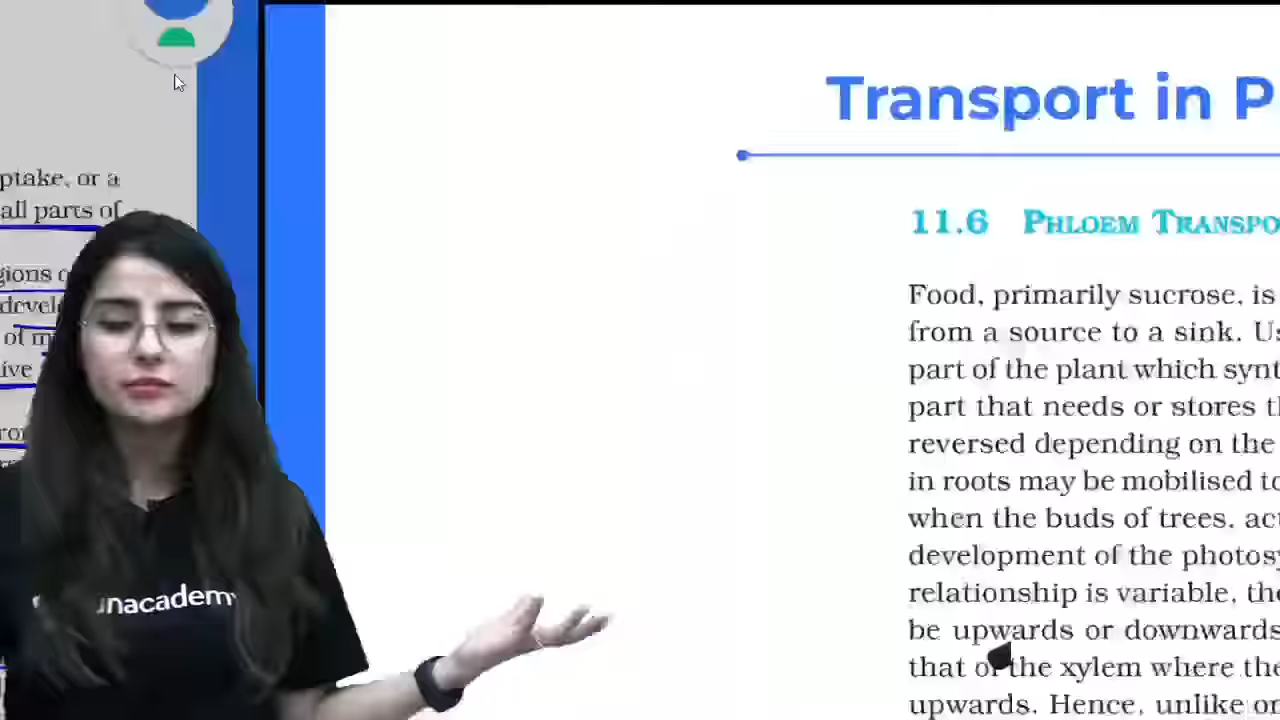 ptake, or a
all parts of
gions
of
ive
Transport in P
11.6 PHLOEM TRANSPO
Food, primarily sucrose, is
from a source to a sink. Us
part of the plant which synt
part that needs or stores th
reversed depending on the
in roots may be mobilised to
when the buds of trees, act
development of the photosy
relationship is variable, the
be upwards or downwards
that of the xylem where the
upwards. Hence, unlike on
unacademy